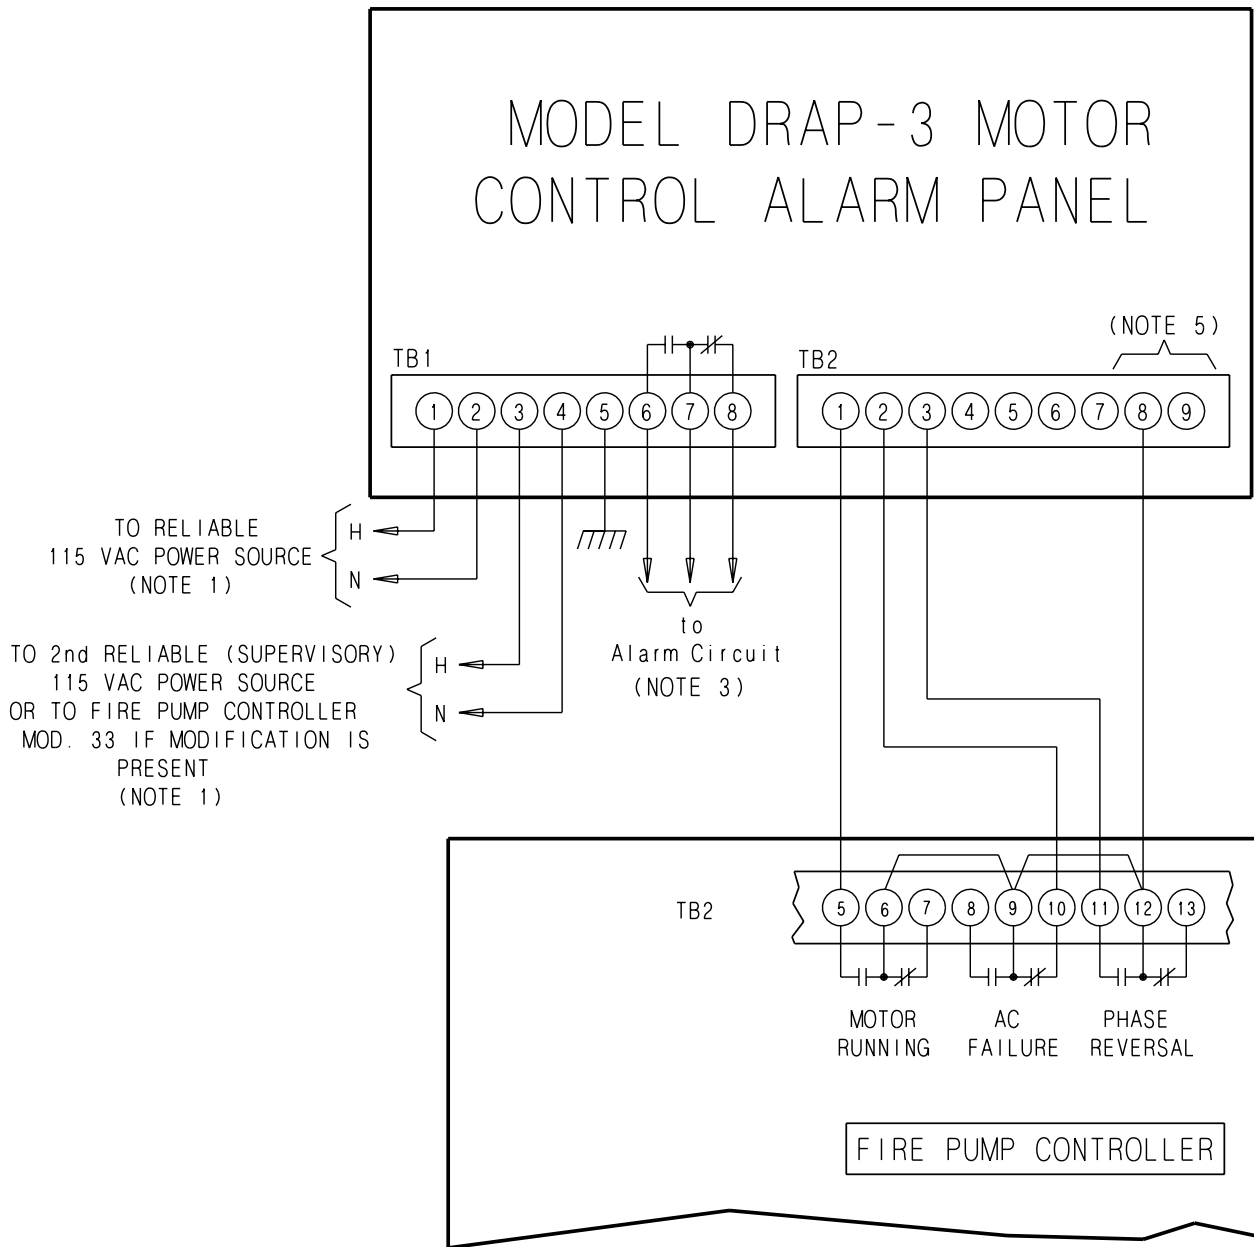 MODEL DRAP-3 MOTOR
CONTROL ALARM PANEL
(NOTE 5)
TB1
TB2
1 2 3 4 5 6 7 8
1 2 3 4 5 6 7 8 9
TO RELIABLE
115 VAC POWER SOURCE
(NOTE 1)
H
N
TO 2nd RELIABLE (SUPERVISORY)
115 VAC POWER SOURCE
OR TO FIRE PUMP CONTROLLER
MOD. 33 IF MODIFICATION IS
PRESENT
(NOTE 1)
H
N
to
Alarm Circuit
(NOTE 3)
TB2
5 6 7 8 9 10 11 12 13
MOTOR
RUNNING
AC
FAILURE
PHASE
REVERSAL
FIRE PUMP CONTROLLER